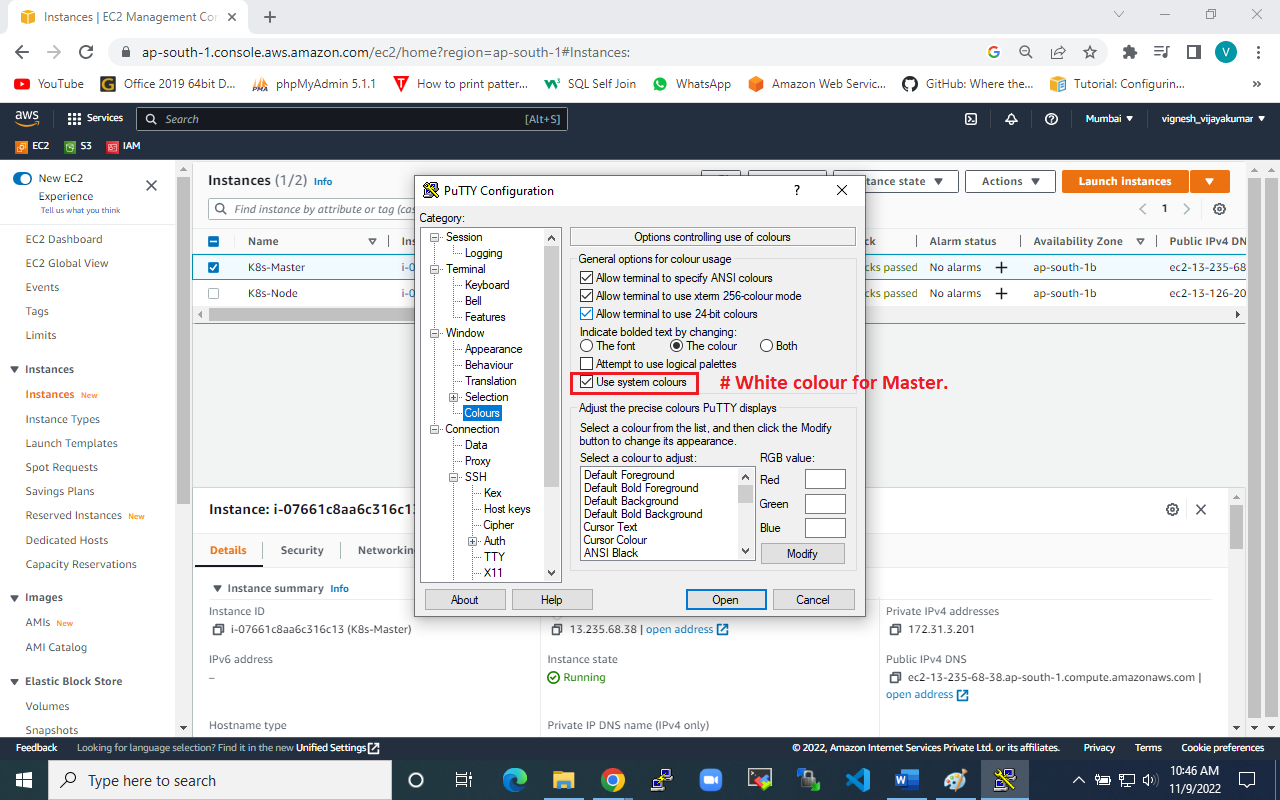 Instances | EC2 Management Con
ap-south-1.console.aws.amazon.com/ec2/home?region=ap-south-1#Instances:
V
YouTube
Office 2019 64bit D...
phpMyAdmin 5.1.1
How to print patter...
SQL Self Join
WhatsApp
Amazon Web Servic...
GitHub: Where the...
Tutorial: Configurin...
aws
Services
Search
[Alt+S]
Mumbai
vignesh_vijayakumar
EC2
S3
IAM
New EC2
Experience
Tell us what you think
EC2 Dashboard
EC2 Global View
Events
Tags
Limits
Instances
Instances New
Instance Types
Launch Templates
Spot Requests
Savings Plans
Reserved Instances New
Dedicated Hosts
Capacity Reservations
Images
AMIs New
AMI Catalog
Elastic Block Store
Volumes
Snapshots
Instances (1/2) Info
tance state
Actions
Launch instances
Find instance by attribute or tag (cas
1
Name
Ins
ck
Alarm status
Availability Zone
Public IPv4 DN
K8s-Master
i-07
cks passed
No alarms
ap-south-1b
ec2-13-235-68
K8s-Node
i-0
cks passed
No alarms
ap-south-1b
ec2-13-126-20
PuTTY Configuration
Category:
Session
Logging
Terminal
Keyboard
Bell
Features
Window
Appearance
Behaviour
Translation
Selection
Colours
Connection
Data
Proxy
SSH
Kex
Host keys
Cipher
Auth
TTY
X11
Options controlling use of colours
General options for colour usage
Allow terminal to specify ANSI colours
Allow terminal to use xterm 256-colour mode
Allow terminal to use 24-bit colours
Indicate bolded text by changing:
The font
The colour
Both
Attempt to use logical palettes
Use system colours
# White colour for Master.
Adjust the precise colours PuTTY displays
Select a colour from the list, and then click the Modify
button to change its appearance.
Select a colour to adjust:
RGB value:
Default Foreground
Default Bold Foreground
Default Background
Default Bold Background
Cursor Text
Cursor Colour
ANSI Black
Red
Green
Blue
Modify
About
Help
Open
Cancel
Instance: i-07661c8aa6c316c13
Details
Security
Networking
Instance summary Info
Instance ID
i-07661c8aa6c316c13 (K8s-Master)
13.235.68.38 | open address
Private IPv4 addresses
172.31.3.201
IPv6 address
–
Instance state
Running
Public IPv4 DNS
ec2-13-235-68-38.ap-south-1.compute.amazonaws.com |
open address
Hostname type
Private IP DNS name (IPv4 only)
Feedback
Looking for language selection? Find it in the new Unified Settings
© 2022, Amazon Internet Services Private Ltd. or its affiliates.
Privacy
Terms
Cookie preferences
Type here to search
10:46 AM
11/9/2022